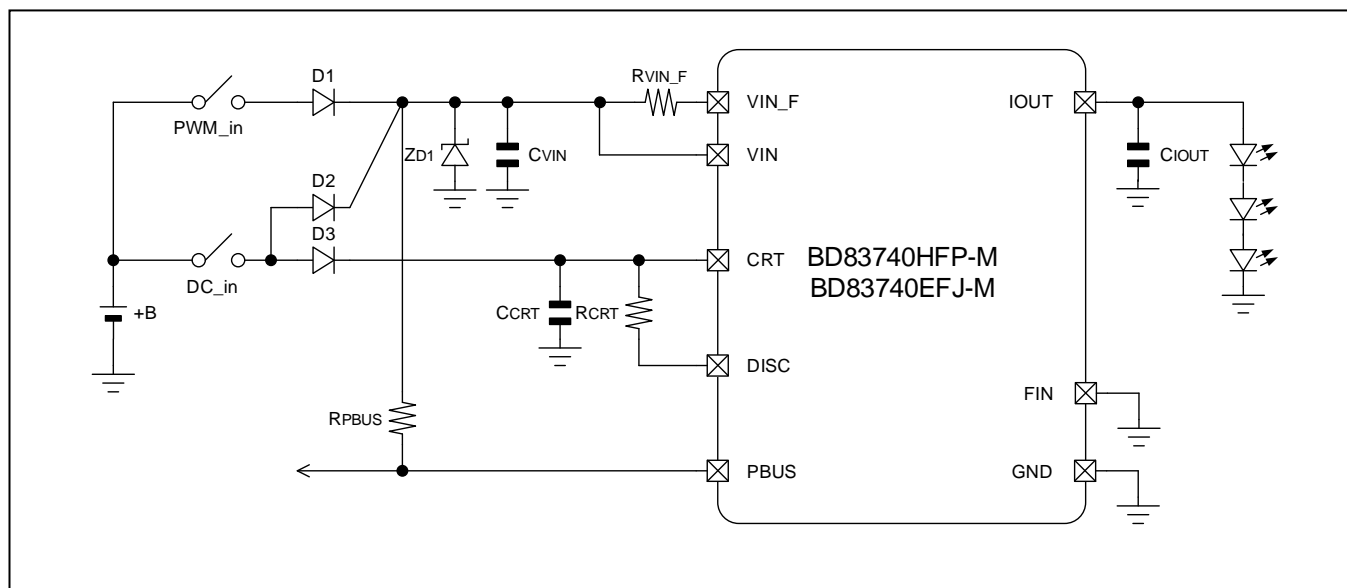 D1
PWM_in
D2
D3
DC_in
+B
ZD1
CVIN
RVIN_F
VIN_F
VIN
CRT
CCRT
RCRT
DISC
RPBUS
PBUS
BD83740HFP-M
BD83740EFJ-M
IOUT
CIOUT
FIN
GND